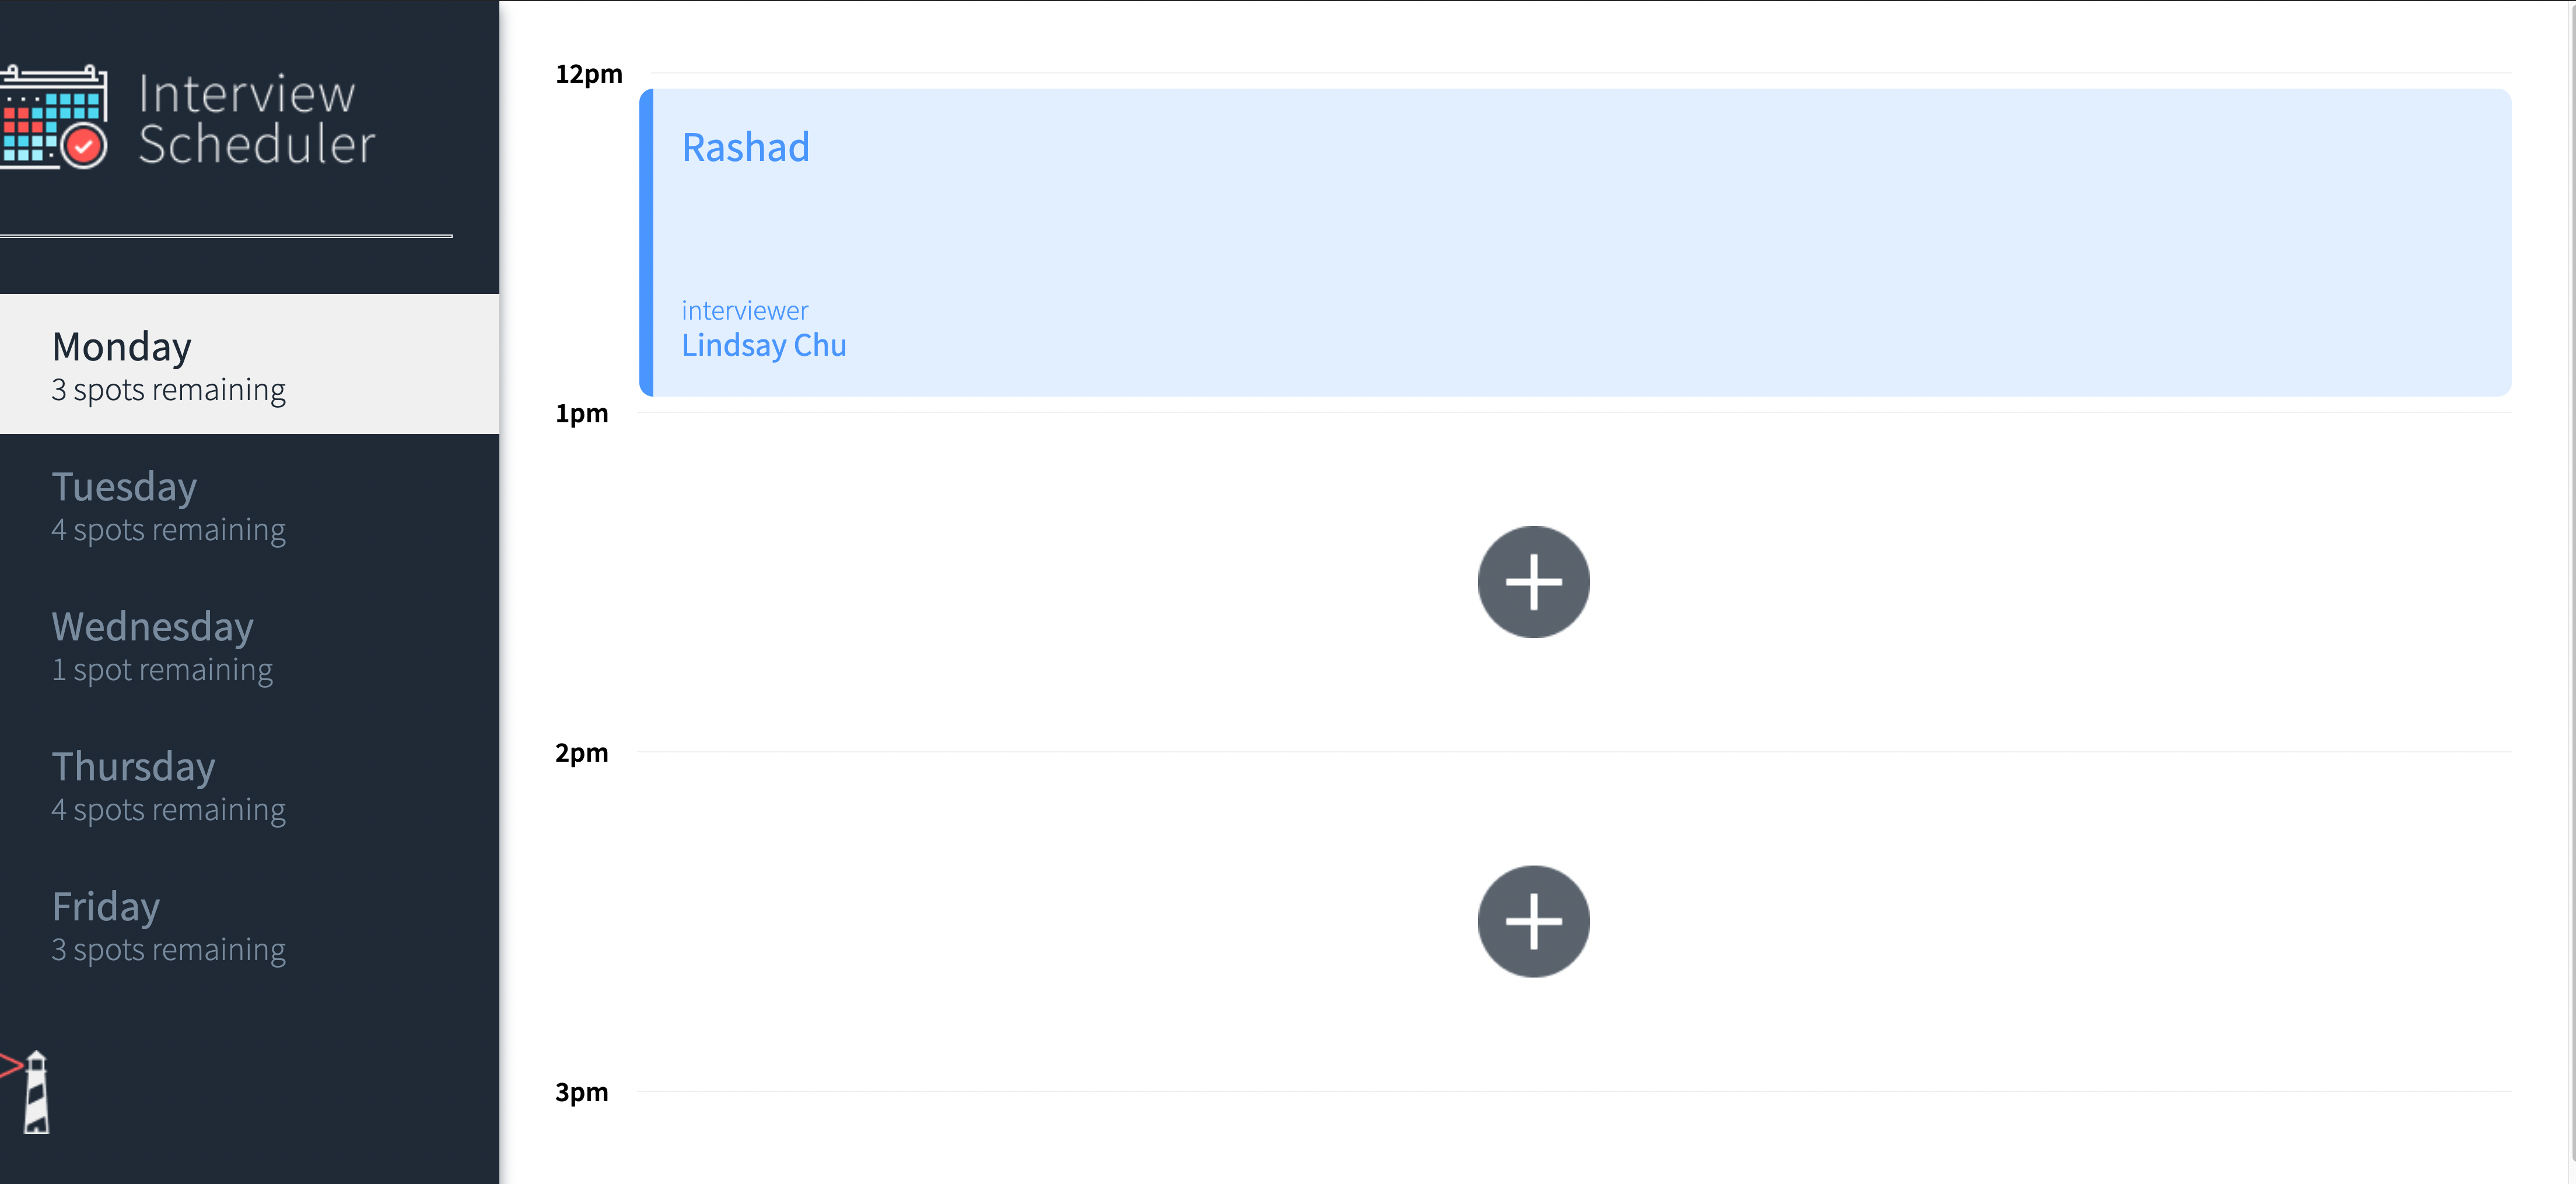 Interview
Scheduler
Monday
3 spots remaining
Tuesday
4 spots remaining
Wednesday
1 spot remaining
Thursday
4 spots remaining
Friday
3 spots remaining
12pm
Rashad
interviewer
Lindsay Chu
1pm
2pm
3pm